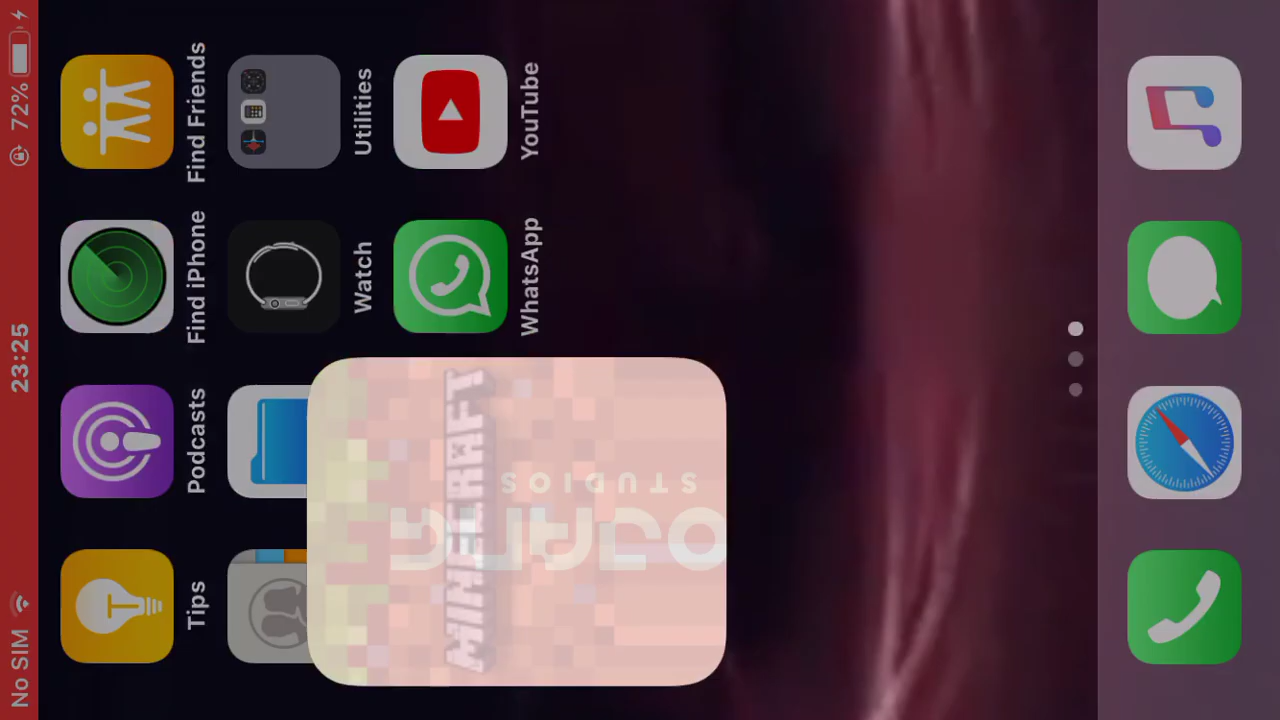 No SIM 23:25 72%
Tips Podcasts Find iPhone Find Friends
Watch Utilities
WhatsApp YouTube
MINECRAFT
STUDIOS